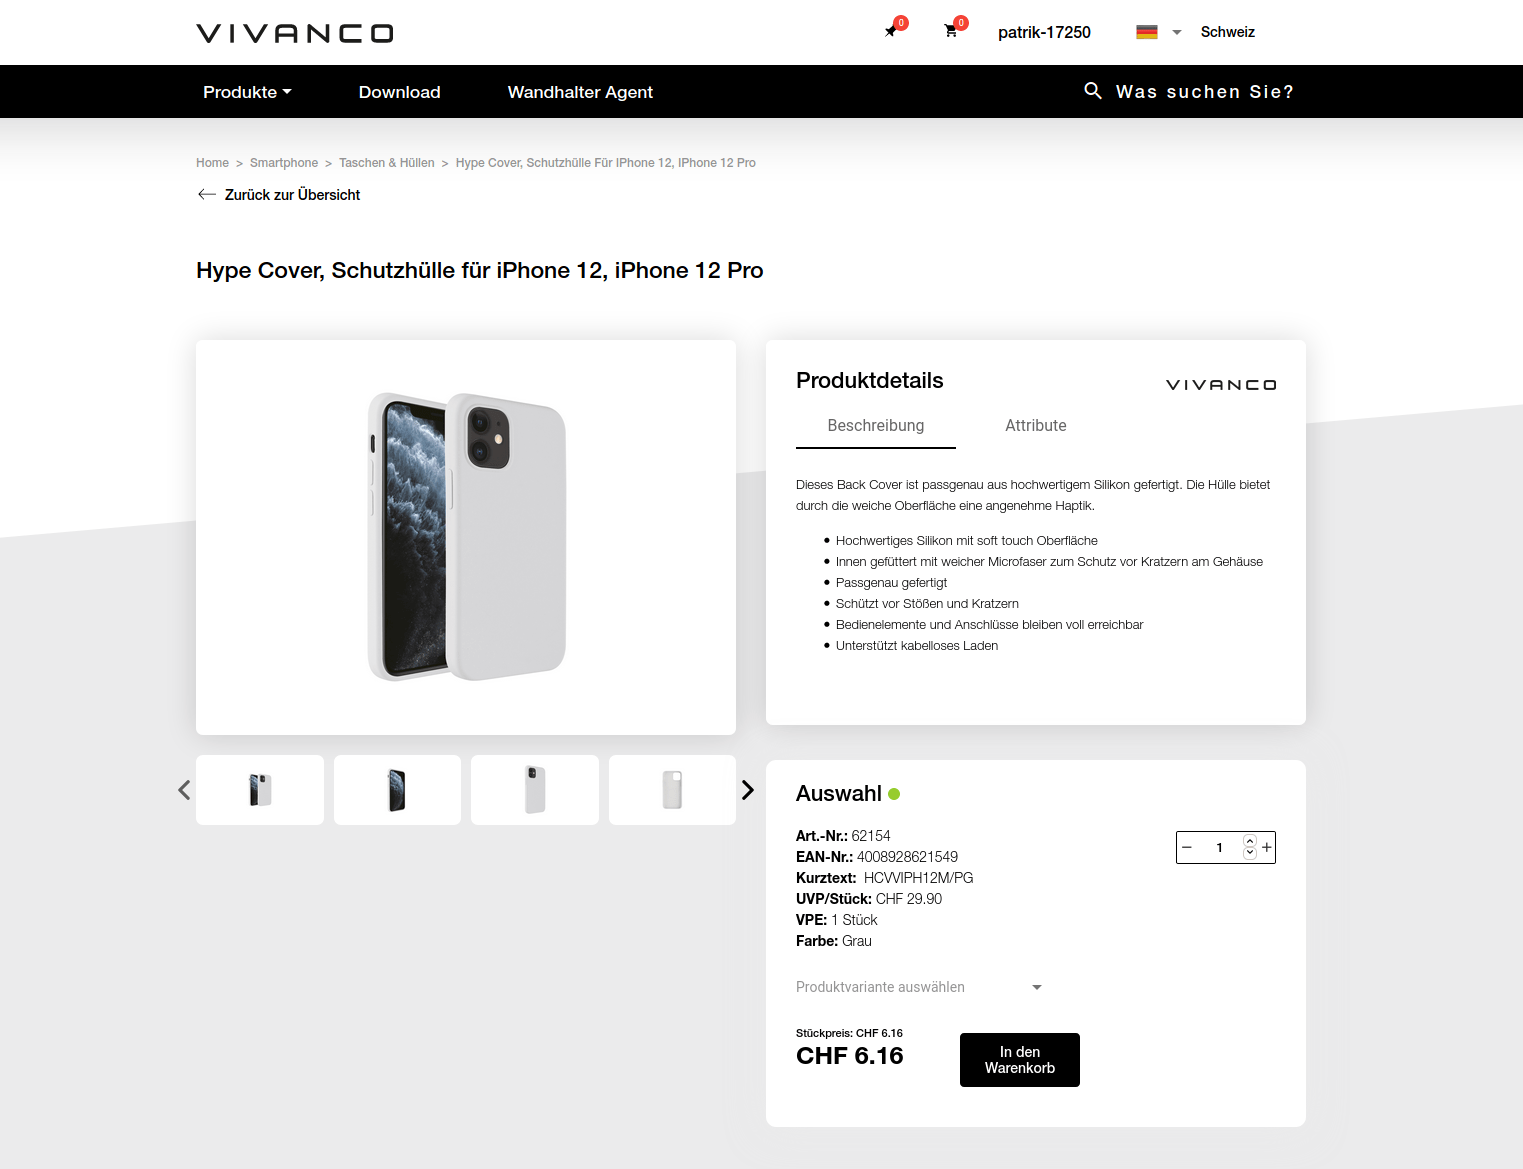 VIVANCO
0
0
patrik-17250
Schweiz
Produkte
Download
Wandhalter Agent
Was suchen Sie?
Home > Smartphone > Taschen & Hüllen > Hype Cover, Schutzhülle Für IPhone 12, IPhone 12 Pro
Zurück zur Übersicht
Hype Cover, Schutzhülle für iPhone 12, iPhone 12 Pro
Produktdetails
VIVANCO
Beschreibung
Attribute
Dieses Back Cover ist passgenau aus hochwertigem Silikon gefertigt. Die Hülle bietet
durch die weiche Oberfläche eine angenehme Haptik.
• Hochwertiges Silikon mit soft touch Oberfläche
• Innen gefüttert mit weicher Microfaser zum Schutz vor Kratzern am Gehäuse
• Passgenau gefertigt
• Schützt vor Stößen und Kratzern
• Bedienelemente und Anschlüsse bleiben voll erreichbar
• Unterstützt kabelloses Laden
Auswahl
Art.-Nr.: 62154
− 1 +
EAN-Nr.: 4008928621549
Kurztext: HCVVIPH12M/PG
UVP/Stück: CHF 29.90
VPE: 1 Stück
Farbe: Grau
Produktvariante auswählen
Stückpreis: CHF 6.16
CHF 6.16
In den
Warenkorb